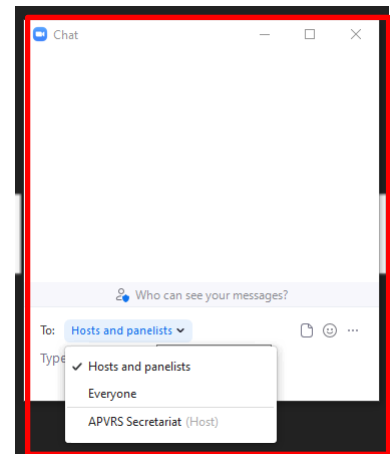 Chat
Who can see your messages?
To: Hosts and panelists
Type
Hosts and panelists
Everyone
APVRS Secretariat (Host)